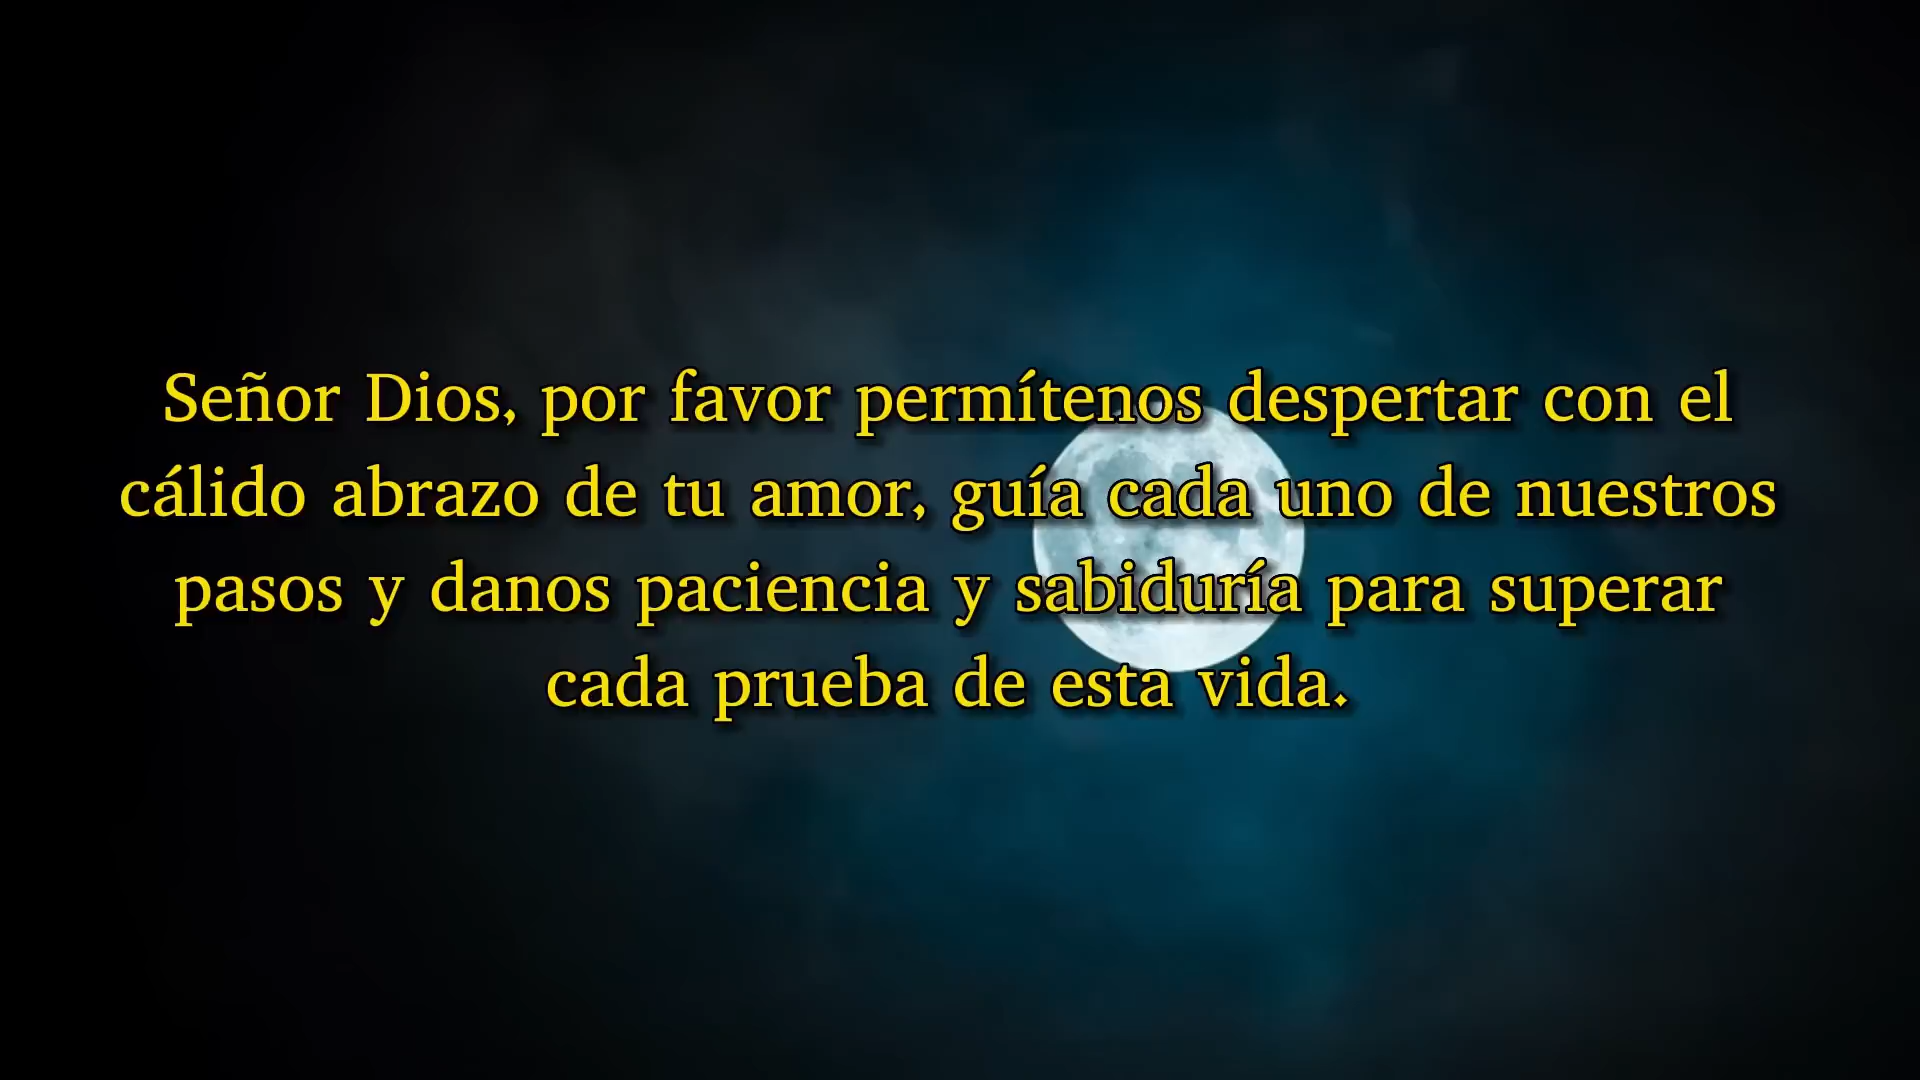 Señor Dios, por favor permítenos despertar con el
cálido abrazo de tu amor, guía cada uno de nuestros
pasos y danos paciencia y sabiduría para superar
cada prueba de esta vida.